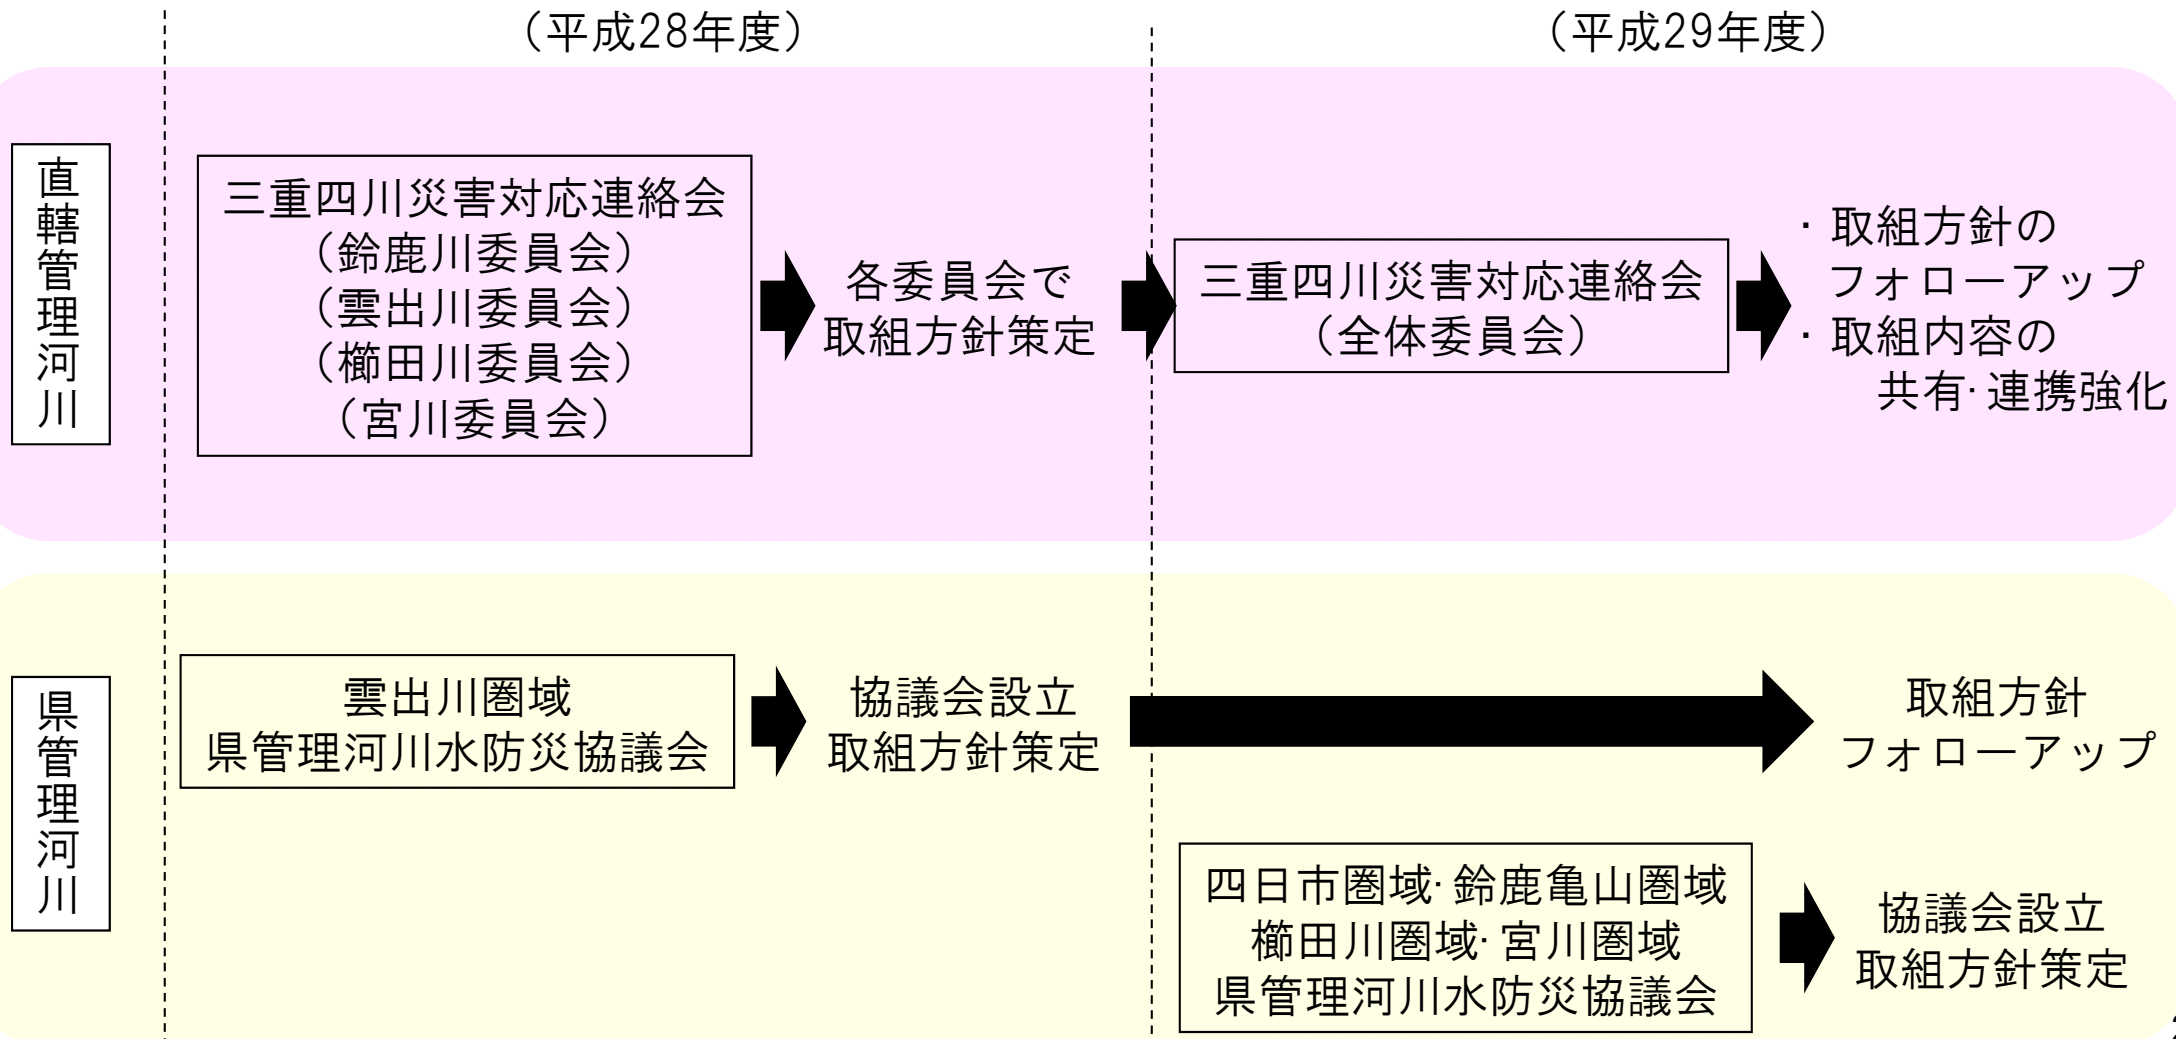 （平成28年度）
（平成29年度）
直轄管理河川
三重四川災害対応連絡会
（鈴鹿川委員会）
（雲出川委員会）
（櫛田川委員会）
（宮川委員会）
各委員会で
取組方針策定
三重四川災害対応連絡会
（全体委員会）
・取組方針の
フォローアップ
・取組内容の
共有・連携強化
県管理河川
雲出川圏域
県管理河川水防災協議会
協議会設立
取組方針策定
取組方針
フォローアップ
四日市圏域・鈴鹿亀山圏域
櫛田川圏域・宮川圏域
県管理河川水防災協議会
協議会設立
取組方針策定